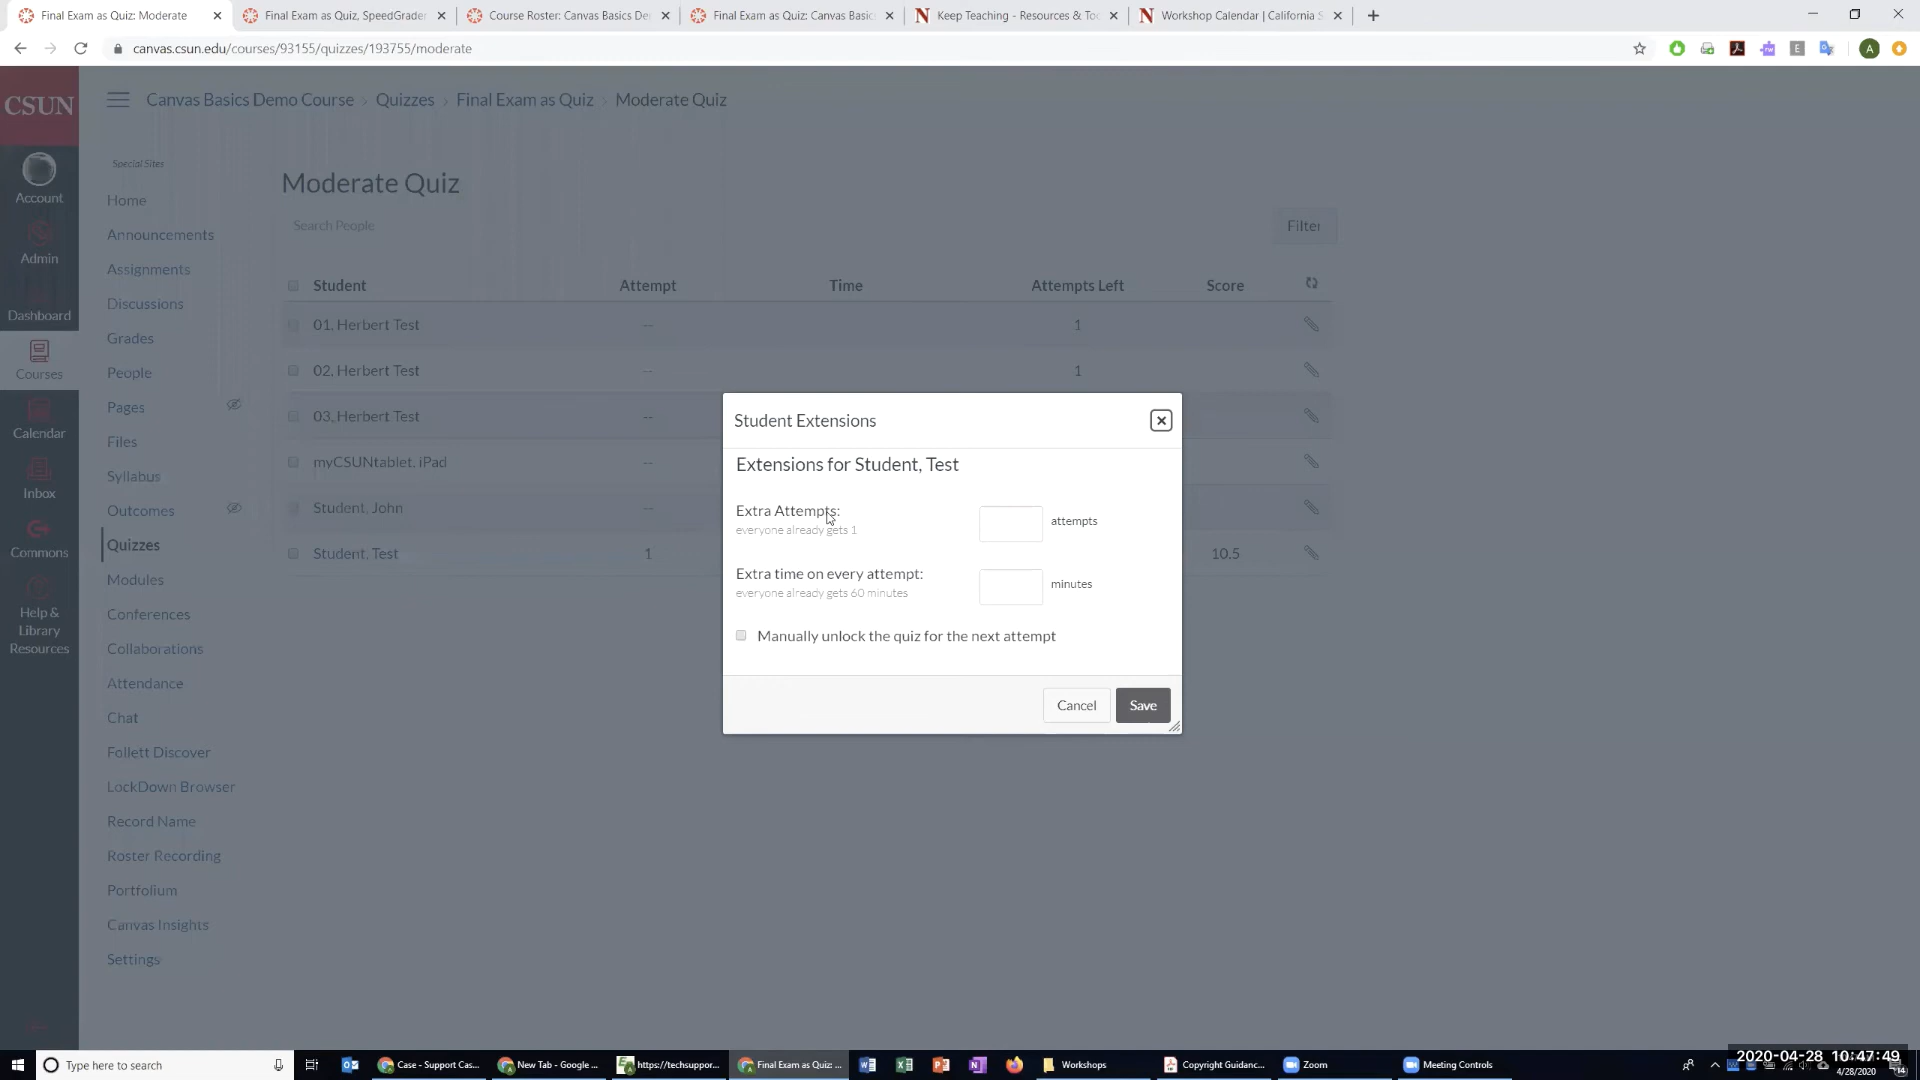 Final Exam as Quiz: Moderate
Final Exam as Quiz, SpeedGrader
Course Roster: Canvas Basics De
Final Exam as Quiz: Canvas Basic
Keep Teaching - Resources & Too
Workshop Calendar | California S
canvas.csun.edu/courses/93155/quizzes/193755/moderate
A
CSUN
Canvas Basics Demo Course › Quizzes › Final Exam as Quiz › Moderate Quiz
Account
Admin
Dashboard
Courses
Calendar
Inbox
Commons
Help &
Library
Resources
Special Sites
Home
Announcements
Assignments
Discussions
Grades
People
Pages
Files
Syllabus
Outcomes
Quizzes
Modules
Conferences
Collaborations
Attendance
Chat
Follett Discover
LockDown Browser
Record Name
Roster Recording
Portfolium
Canvas Insights
Settings
Moderate Quiz
Search People
Filter
Student Attempt Time Attempts Left Score
01, Herbert Test -- 1
02, Herbert Test -- 1
03, Herbert Test --
myCSUNtablet, iPad --
Student, John --
Student, Test 1 10.5
Student Extensions
Extensions for Student, Test
Extra Attempts: attempts
everyone already gets 1
Extra time on every attempt: minutes
everyone already gets 60 minutes
Manually unlock the quiz for the next attempt
Cancel Save
Type here to search
Case - Support Cas...
New Tab - Google ...
https://techsuppor...
Final Exam as Quiz: ...
Workshops
Copyright Guidanc...
Zoom
Meeting Controls
2020-04-28 10:47:49
4/28/2020